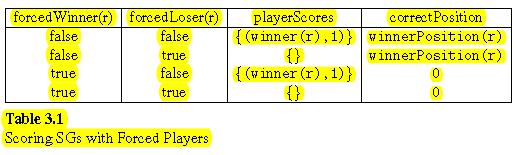 forcedWinner(r) forcedLoser(r) playerScores correctPosition
false false {(winner(r),1)} winnerPosition(r)
false true {} winnerPosition(r)
true false {(winner(r),1)} 0
true true {} 0
Table 3.1
Scoring SGs with Forced Players